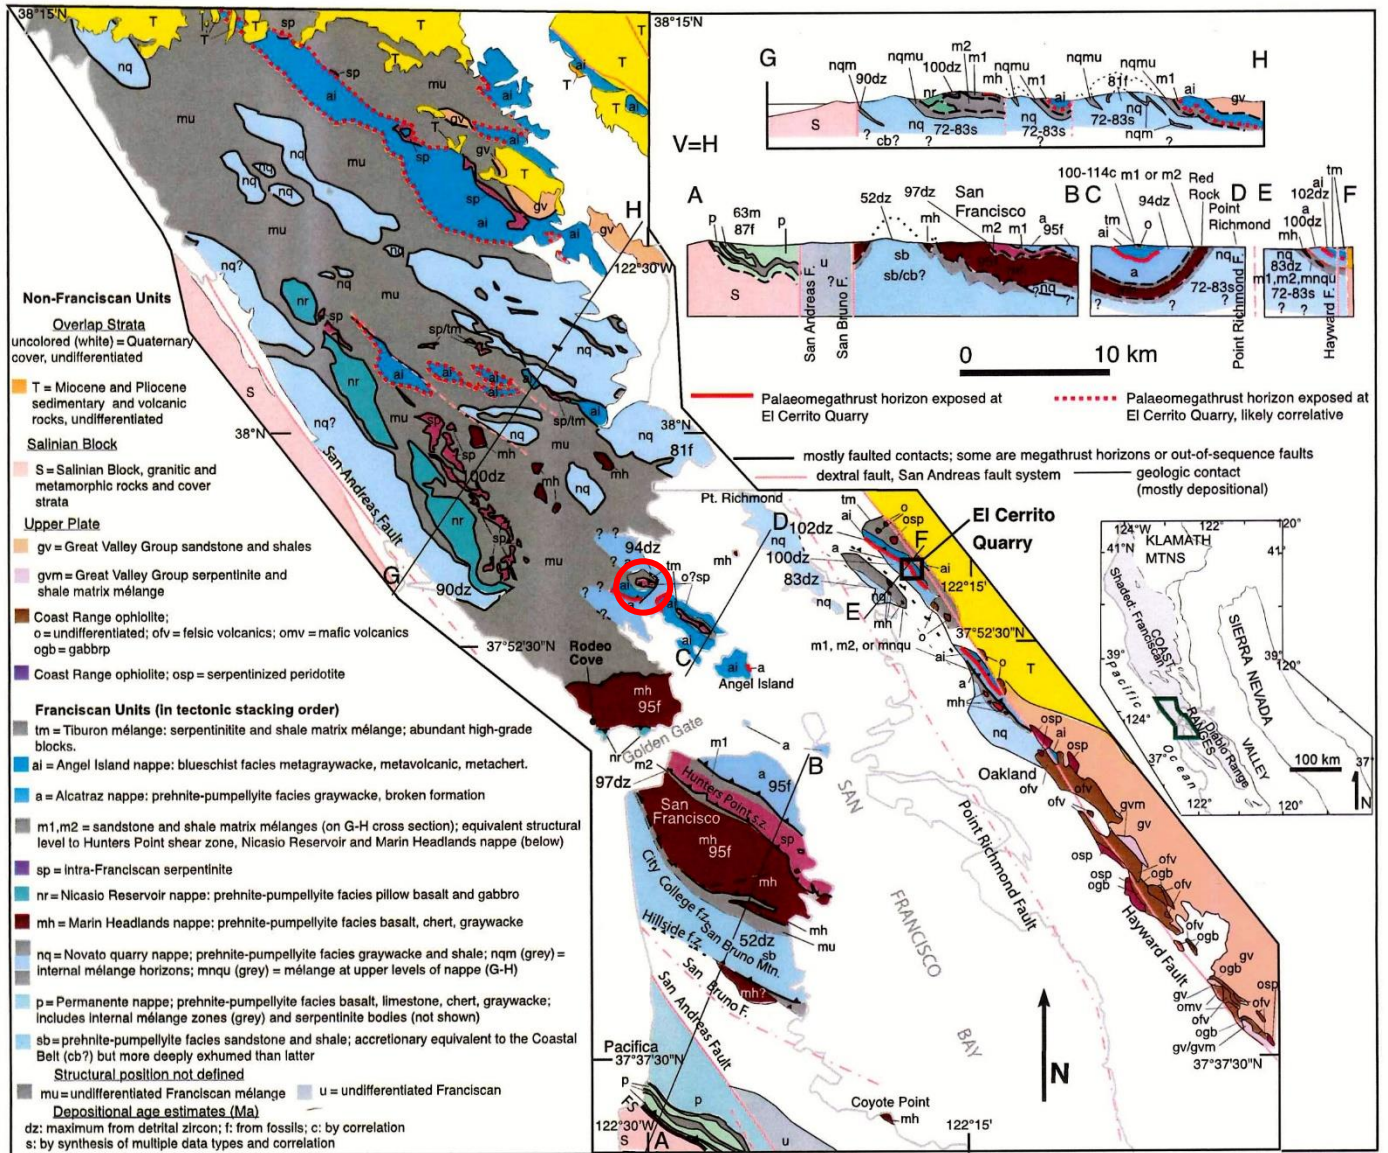 38°15'N
38°15'N
Non-Franciscan Units
Overlap Strata
uncolored (white) = Quaternary
cover, undifferentiated
T = Miocene and Pliocene
sedimentary and volcanic
rocks, undifferentiated
Salinian Block
S = Salinian Block, granitic and
metamorphic rocks and cover
strata
Upper Plate
gv = Great Valley Group sandstone and shales
gvm = Great Valley Group serpentinite and
shale matrix mélange
Coast Range ophiolite;
o = undifferentiated; ofv = felsic volcanics; omv = mafic volcanics
ogb = gabbrp
Coast Range ophiolite; osp = serpentinized peridotite
Franciscan Units (in tectonic stacking order)
tm = Tiburon mélange: serpentinitite and shale matrix mélange; abundant high-grade
blocks.
ai = Angel Island nappe: blueschist facies metagraywacke, metavolcanic, metachert.
a = Alcatraz nappe: prehnite-pumpellyite facies graywacke, broken formation
m1,m2 = sandstone and shale matrix mélanges (on G-H cross section); equivalent structural
level to Hunters Point shear zone, Nicasio Reservoir and Marin Headlands nappe (below)
sp = intra-Franciscan serpentinite
nr = Nicasio Reservoir nappe: prehnite-pumpellyite facies pillow basalt and gabbro
mh = Marin Headlands nappe; prehnite-pumpellyite facies basalt, chert, graywacke
nq = Novato quarry nappe; prehnite-pumpellyite facies graywacke and shale; nqm (grey) =
internal mélange horizons; mnqu (grey) = mélange at upper levels of nappe (G-H)
p = Permanente nappe; prehnite-pumpellyite facies basalt, limestone, chert, graywacke;
includes internal mélange zones (grey) and serpentinite bodies (not shown)
sb = prehnite-pumpellyite facies sandstone and shale; accretionary equivalent to the Coastal
Belt (cb?) but more deeply exhumed than latter
Structural position not defined
mu = undifferentiated Franciscan mélange
u = undifferentiated Franciscan
Depositional age estimates (Ma)
dz: maximum from detrital zircon; f: from fossils; c: by correlation
s: by synthesis of multiple data types and correlation
G
H
nqm
90dz
nqmu
nr
100dz
m2
m1
mh
nqmu
m1
ai
nqmu
81f
m1
ai
gv
S
nq
72-83s
nq
72-83s
nq
72-83s
nqm
cb?
V=H
A
B
C
D
E
F
p
63m
87f
p
S
u
52dz
sb
sb/cb?
mh
97dz
San
Francisco
m2
m1
a
95f
nq
San Andreas F.
San Bruno F.
100-114c
m1 or m2
tm
ai
o
94dz
Red
Rock
Point
Richmond
nq
a
72-83s
Point Richmond F.
tm
ai
102dz
a
100dz
mh
nq
83dz
m1,m2,mnqu
72-83s
Hayward F.
0
10 km
Palaeomegathrust horizon exposed at
El Cerrito Quarry
Palaeomegathrust horizon exposed at
El Cerrito Quarry, likely correlative
mostly faulted contacts; some are megathrust horizons or out-of-sequence faults
dextral fault, San Andreas fault system
geologic contact
(mostly depositional)
122°30'W
38°N
38°N
San Andreas Fault
81f
100dz
90dz
94dz
G
H
37°52'30"N
Rodeo
Cove
mh
95f
Golden Gate
Angel Island
Pt. Richmond
D
102dz
100dz
83dz
E
F
C
El Cerrito
Quarry
122°15'
37°52'30"N
m1, m2, or mnqu
o?sp
tm
97dz
San
Francisco
mh
95f
Hunters Point s.z.
a
95f
B
City College f.z.
Hillside f.z.
San Bruno Mtn.
52dz
sb
mh?
San
Bruno F.
San Andreas Fault
Pacifica
37°37'30"N
FS
122°30'W
A
S
p
u
SAN
FRANCISCO
BAY
Point Richmond Fault
Oakland
Hayward Fault
Coyote Point
mh
122°15'
N
osp
ofv
gvm
gv
ogb
omv
gv/gvm
37°37'30"N
124°W
122°
120°
41°N
41°
KLAMATH
MTNS
Shaded: Franciscan
COAST
RANGES
Diablo Range
SIERRA NEVADA
VALLEY
39°
39°
120°
124°
37°
37°
Pacific
Ocean
122°
120°
100 km
N